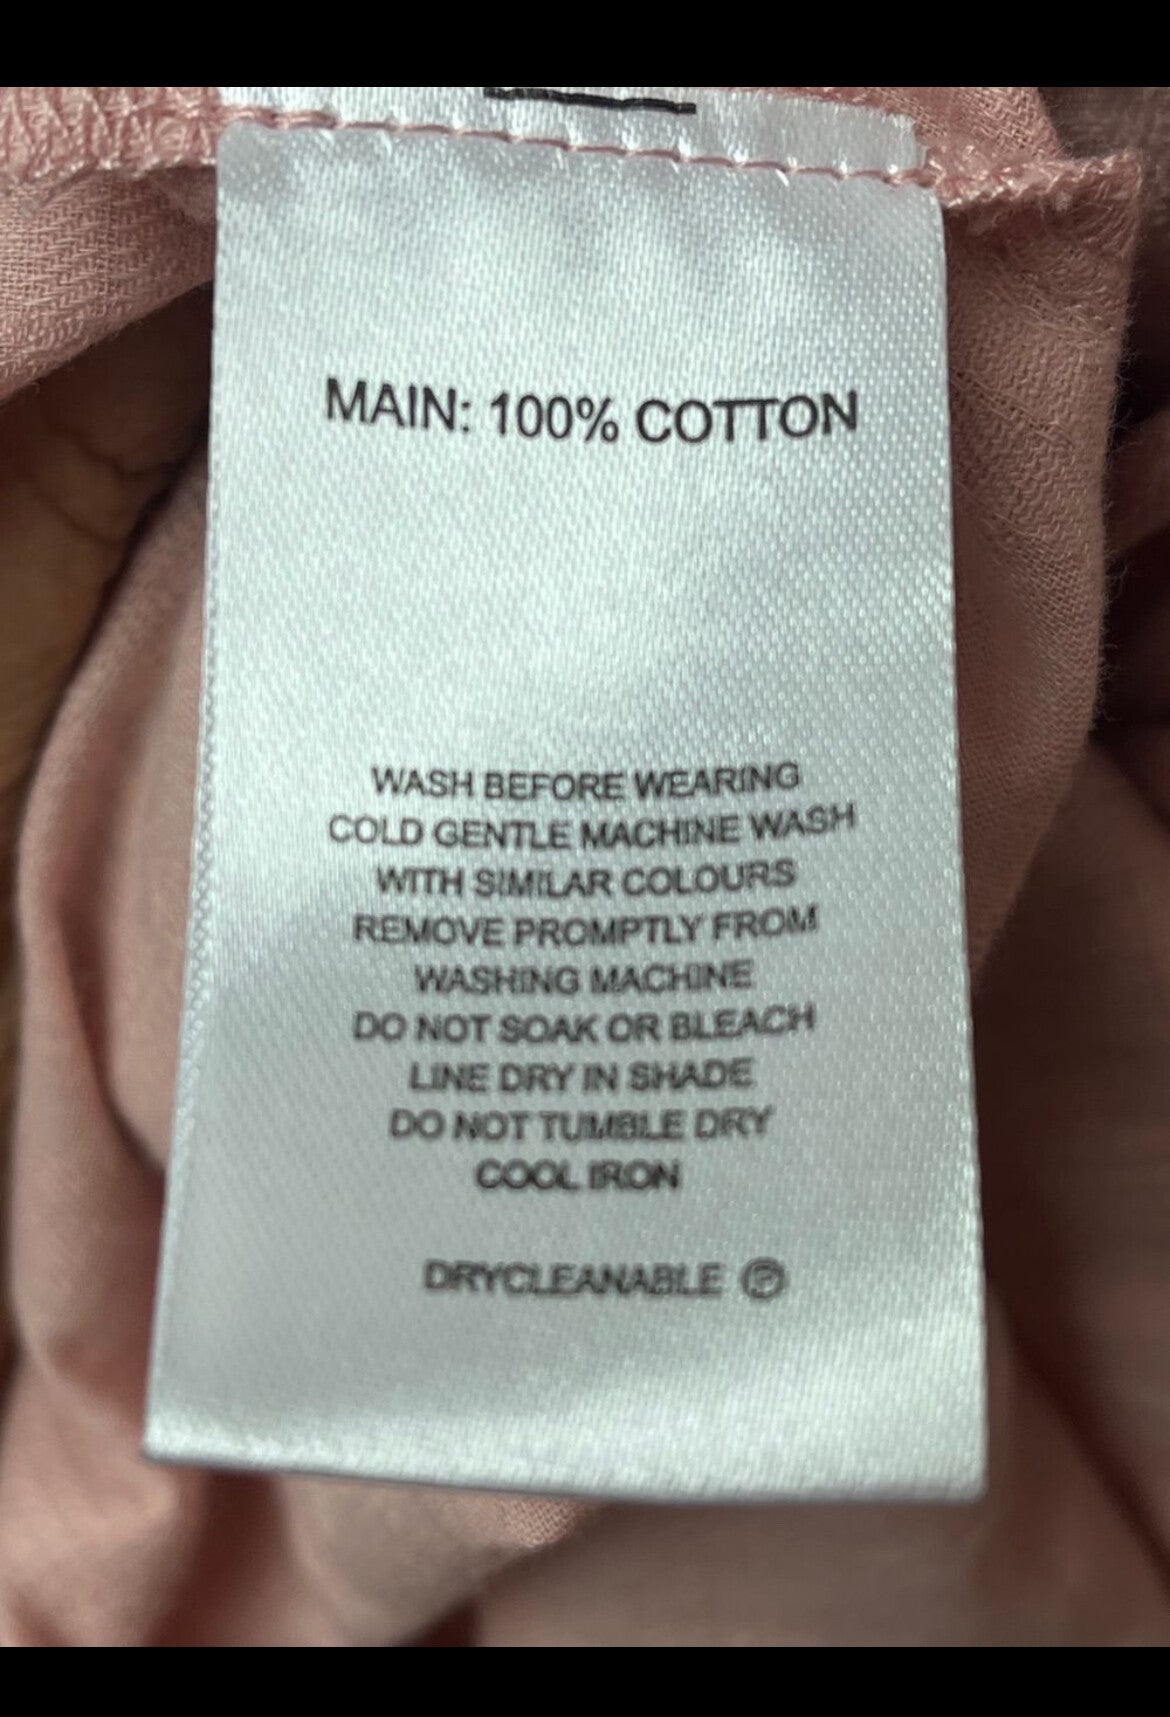 MAIN: 100% COTTON
WASH BEFORE WEARING
COLD GENTLE MACHINE WASH
WITH SIMILAR COLOURS
REMOVE PROMPTLY FROM
WASHING MACHINE
DO NOT SOAK OR BLEACH
LINE DRY IN SHADE
DO NOT TUMBLE DRY
COOL IRON
DRYCLEANABLE Ⓟ